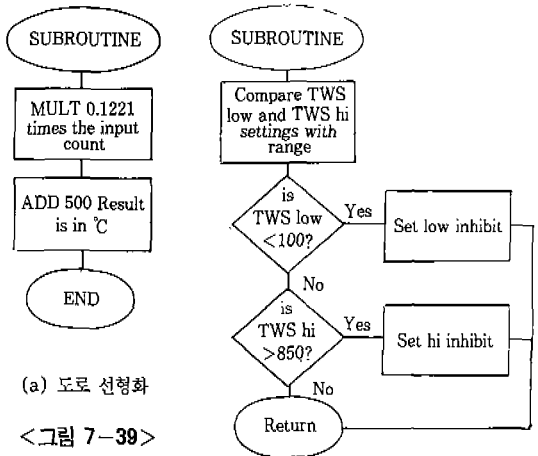 SUBROUTINE
MULT 0.1221
times the input
count
ADD 500 Result
is in ℃
END
(a) 도로 선형화
<그림 7-39>
SUBROUTINE
Compare TWS
low and TWS hi
settings with
range
is
TWS low
<100?
Yes
Set low inhibit
No
is
TWS hi
>850?
Yes
Set hi inhibit
No
Return